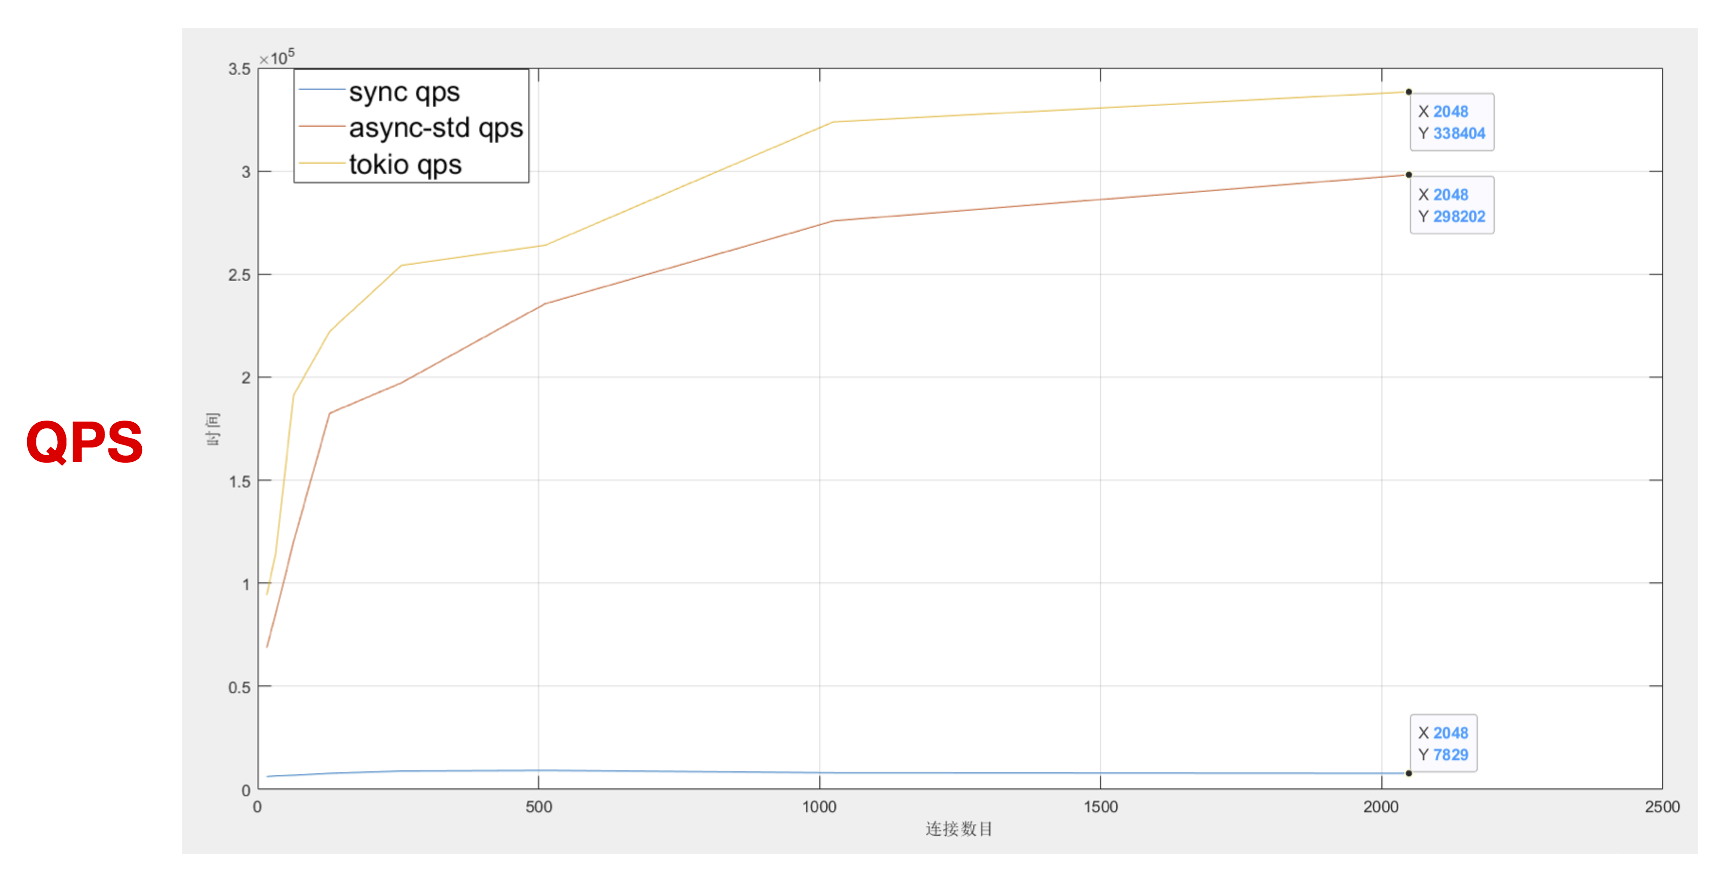 ×10⁵
3.5
3
2.5
2
1.5
1
0.5
0
sync qps
async-std qps
tokio qps
X 2048
Y 338404
X 2048
Y 298202
X 2048
Y 7829
QPS
时间
0 500 1000 1500 2000 2500
连接数目